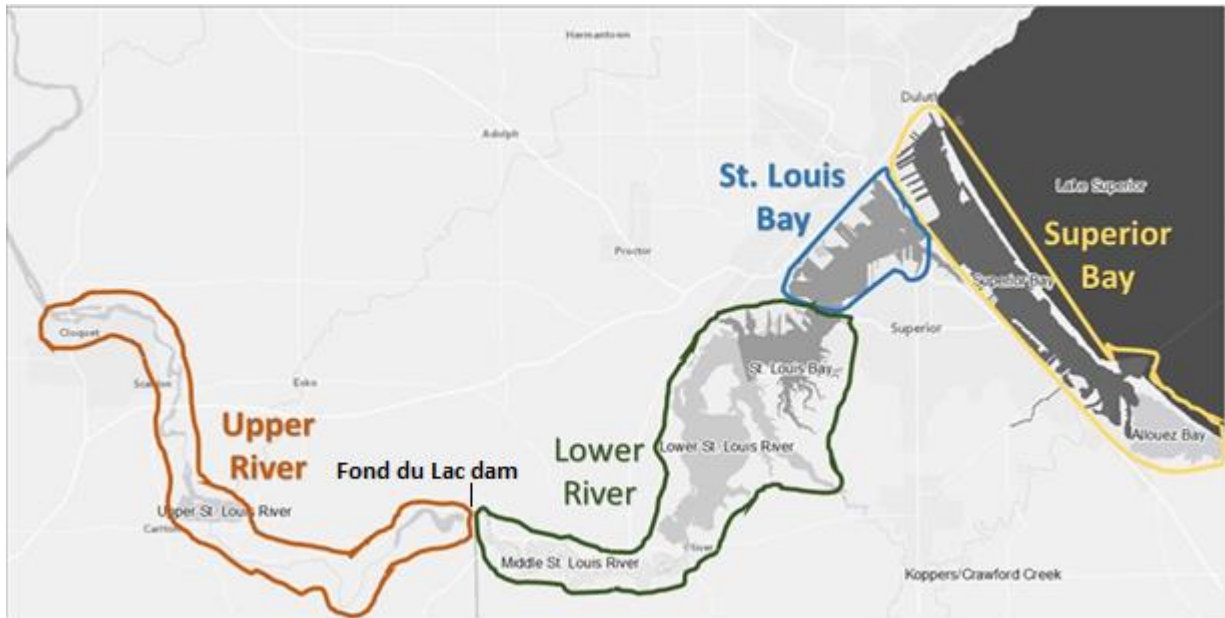 Hermantown
Duluth
Adolph
St. Louis
Bay
Lake Superior
Superior
Bay
Proctor
Superior Bay
Cloquet
Superior
Scanlon
Esko
St. Louis Bay
Upper
River
Lower
River
Lower St. Louis River
Allouez Bay
Fond du Lac dam
Upper St. Louis River
Carlton
Oliver
Middle St. Louis River
Koppers/Crawford Creek